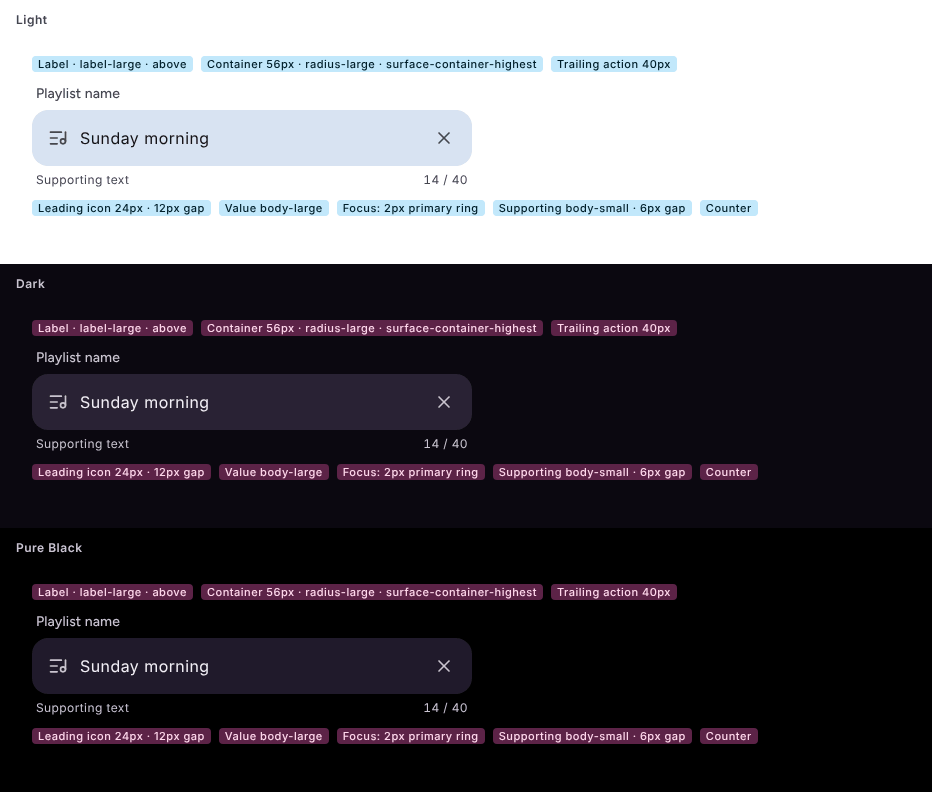 Light
Label · label-large · above Container 56px · radius-large · surface-container-highest Trailing action 40px
Playlist name
Sunday morning
Supporting text 14 / 40
Leading icon 24px · 12px gap Value body-large Focus: 2px primary ring Supporting body-small · 6px gap Counter
Dark
Label · label-large · above Container 56px · radius-large · surface-container-highest Trailing action 40px
Playlist name
Sunday morning
Supporting text 14 / 40
Leading icon 24px · 12px gap Value body-large Focus: 2px primary ring Supporting body-small · 6px gap Counter
Pure Black
Label · label-large · above Container 56px · radius-large · surface-container-highest Trailing action 40px
Playlist name
Sunday morning
Supporting text 14 / 40
Leading icon 24px · 12px gap Value body-large Focus: 2px primary ring Supporting body-small · 6px gap Counter